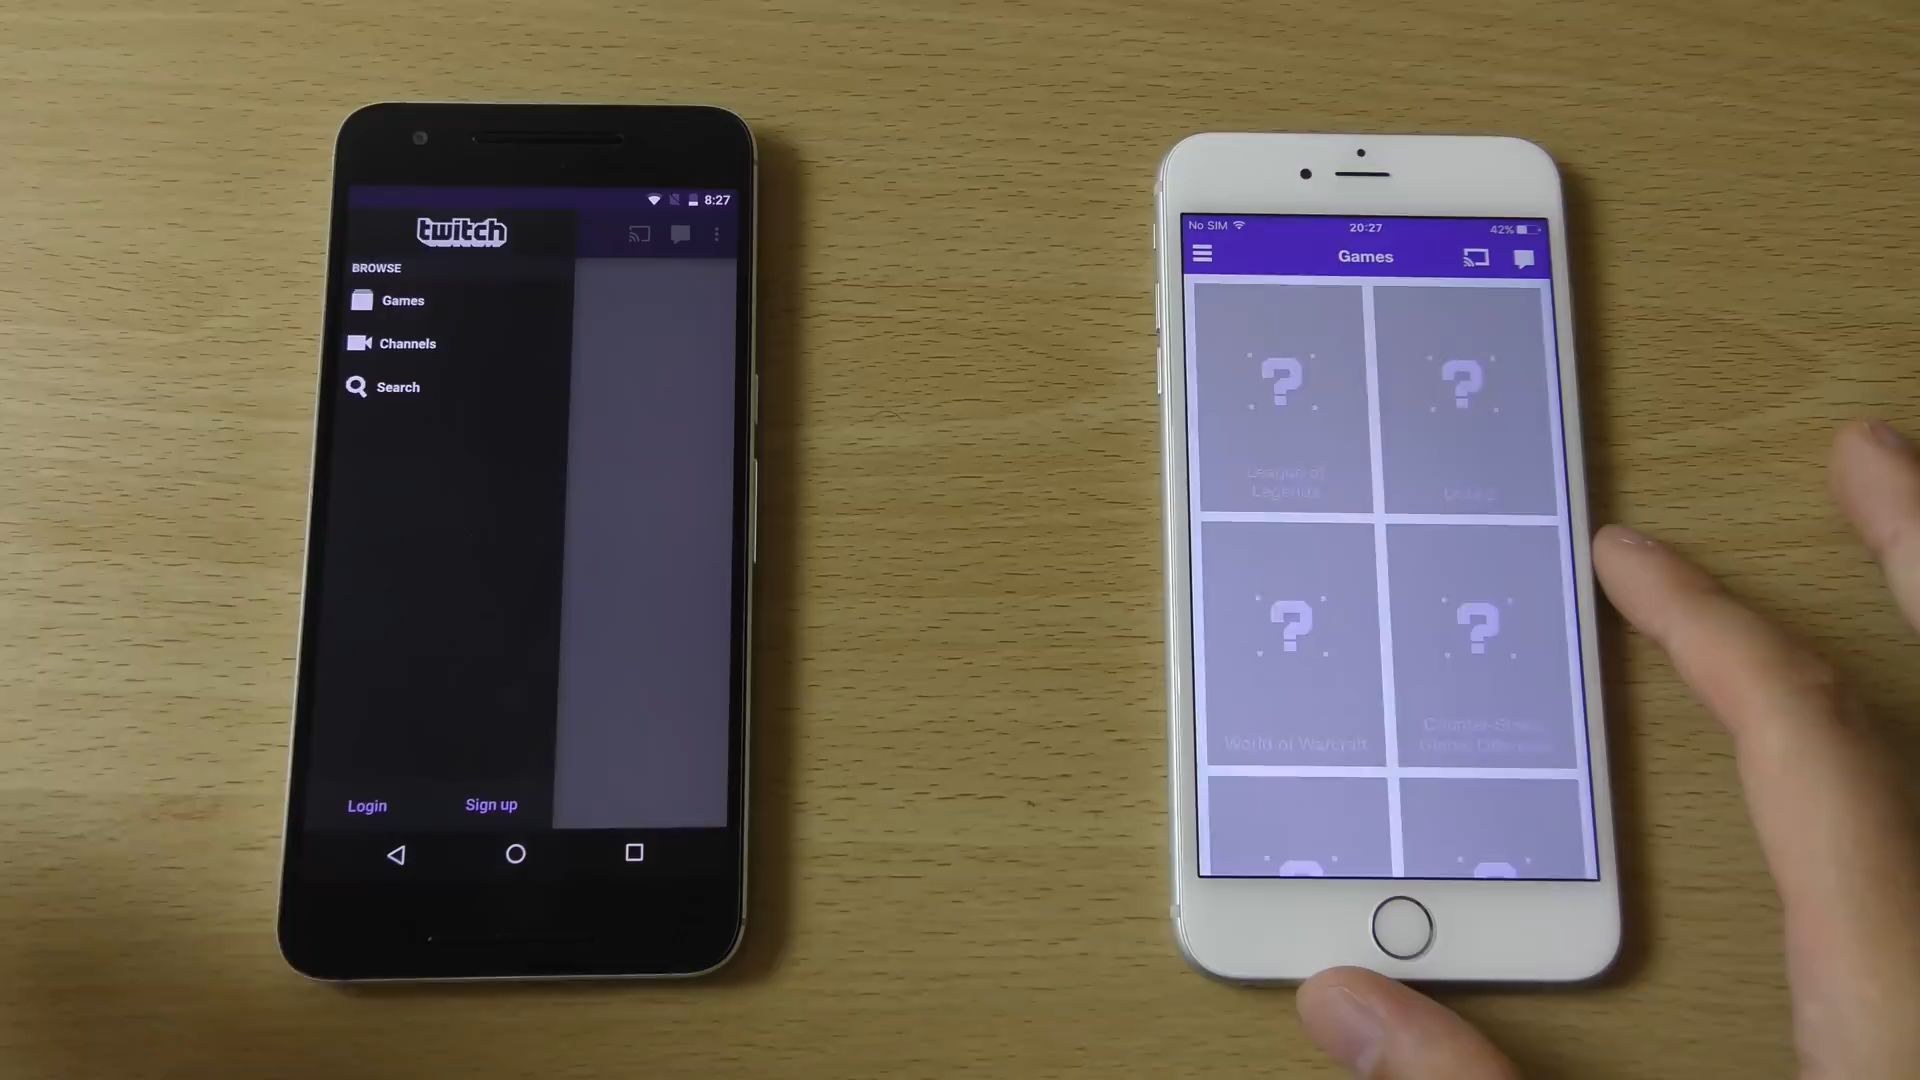 8:27
twitch
BROWSE
Games
Channels
Search
Login
Sign up
No SIM
20:27
42%
Games
League of
Legends
Dota 2
World of Warcraft
Counter-Strike:
Global Offensive